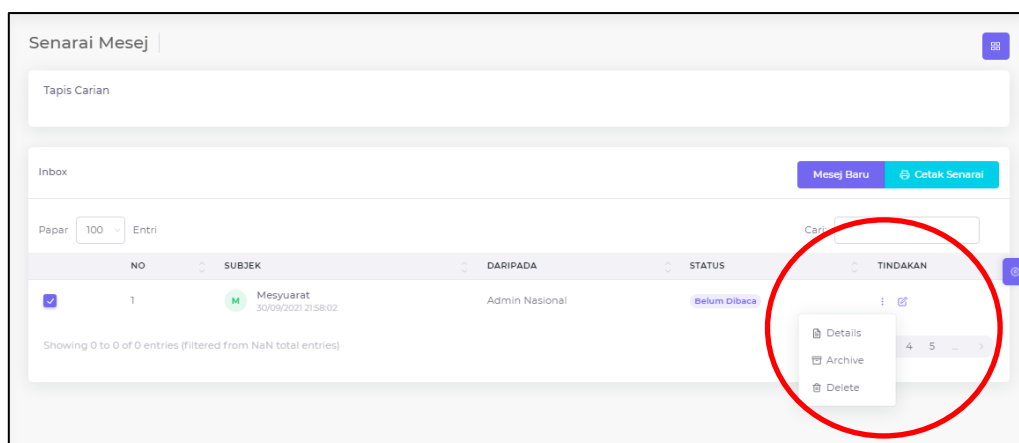 Senarai Mesej
Tapis Carian
Inbox
Mesej Baru
Cetak Senarai
Papar 100 Entri
Cari:
NO SUBJEK DARIPADA STATUS TINDAKAN
1 M Mesyuarat Admin Nasional Belum Dibaca
30/09/2021 21:58:02
Showing 0 to 0 of 0 entries (filtered from NaN total entries)
Details
4 5 ...
Archive
Delete